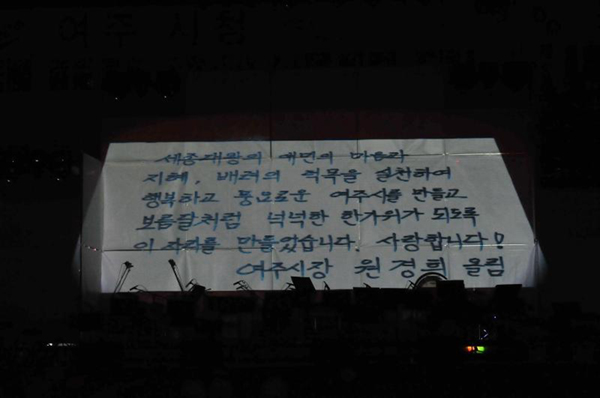 여주시
세종대왕의 애민의 마음과
지혜, 배려의 덕목을 실천하여
행복하고 풍요로운 여주시를 만들고
보름달처럼 넉넉한 한가위가 되도록
이 자리를 만들었습니다. 사랑합니다!
여주시장 원경희 올림